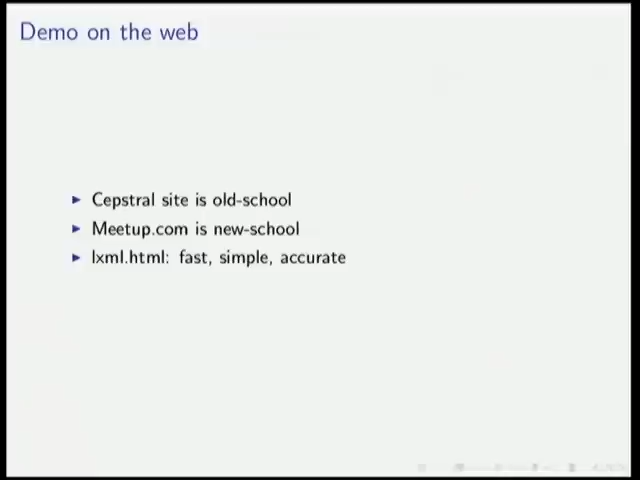 Demo on the web
Cepstral site is old-school
Meetup.com is new-school
lxml.html: fast, simple, accurate